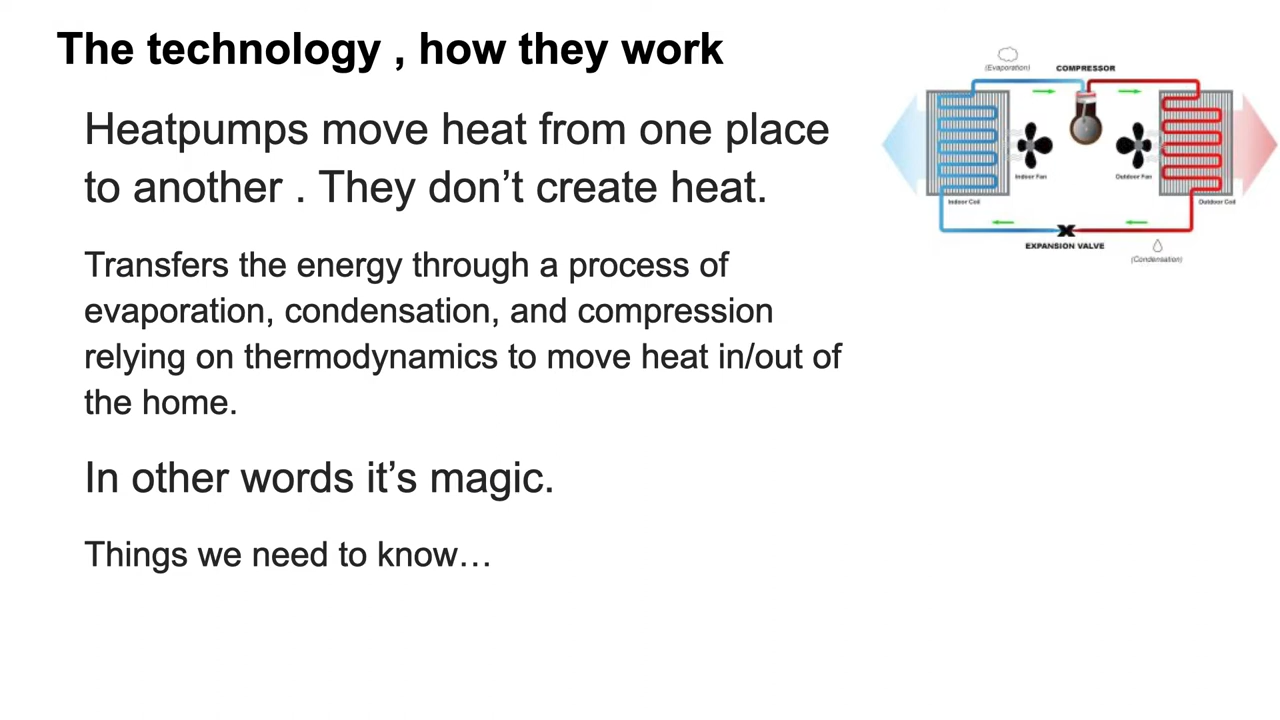 The technology , how they work
Heatpumps move heat from one place
to another . They don’t create heat.
Transfers the energy through a process of
evaporation, condensation, and compression
relying on thermodynamics to move heat in/out of
the home.
In other words it’s magic.
Things we need to know…
(Evaporation)
COMPRESSOR
Indoor Fan
Outdoor Fan
Indoor Coil
Outdoor Coil
EXPANSION VALVE
(Condensation)